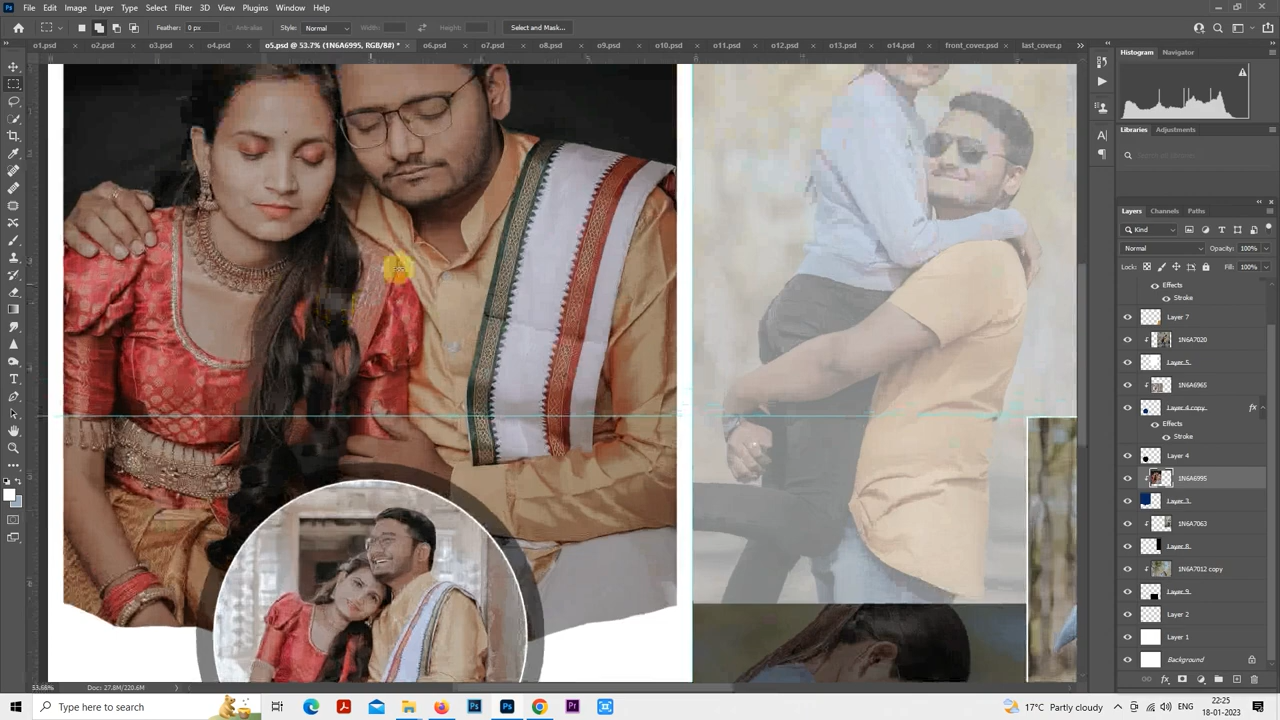 File Edit Image Layer Type Select Filter 3D View Plugins Window Help
Feather: 0 px Anti-alias Style: Normal Width: Height: Select and Mask...
o1.psd o2.psd o3.psd o4.psd o5.psd @ 53.7% (1N6A6995, RGB/8#) * o6.psd o7.psd o8.psd o9.psd o10.psd o11.psd o12.psd o13.psd o14.psd front_cover.psd last_cover.p
Histogram Navigator
Libraries Adjustments
Layers Channels Paths
Kind
Normal Opacity: 100%
Lock: Fill: 100%
Effects
Stroke
Layer 7
1N6A7020
Layer 5
1N6A6965
Layer 4 copy
Effects
Stroke
Layer 4
1N6A6995
Layer 3
1N6A7063
Layer 8
1N6A7012 copy
Layer 9
Layer 2
Layer 1
Background
53.68% Doc: 27.8M/220.6M
Type here to search
17°C Partly cloudy
22:25
18-01-2023